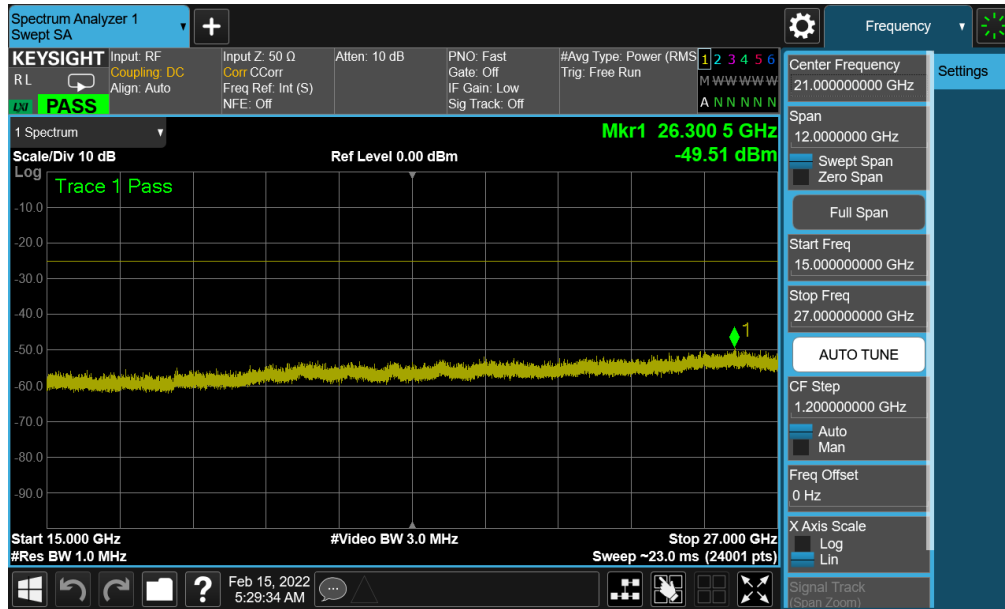 Spectrum Analyzer 1
Swept SA
+
Frequency
KEYSIGHT Input: RF Input Z: 50 Ω Atten: 10 dB PNO: Fast #Avg Type: Power (RMS 1 2 3 4 5 6
R L Coupling: DC Corr CCorr Gate: Off Trig: Free Run
Align: Auto Freq Ref: Int (S) IF Gain: Low M W W W W W
LXI PASS NFE: Off Sig Track: Off A N N N N N
1 Spectrum
Mkr1 26.300 5 GHz
Scale/Div 10 dB Ref Level 0.00 dBm -49.51 dBm
Log
Trace 1 Pass
-10.0
-20.0
-30.0
-40.0
1
-50.0
-60.0
-70.0
-80.0
-90.0
Start 15.000 GHz #Video BW 3.0 MHz Stop 27.000 GHz
#Res BW 1.0 MHz Sweep ~23.0 ms (24001 pts)
Center Frequency
21.000000000 GHz
Settings
Span
12.0000000 GHz
Swept Span
Zero Span
Full Span
Start Freq
15.000000000 GHz
Stop Freq
27.000000000 GHz
AUTO TUNE
CF Step
1.200000000 GHz
Auto
Man
Freq Offset
0 Hz
X Axis Scale
Log
Lin
Signal Track
(Span Zoom)
?
Feb 15, 2022
5:29:34 AM